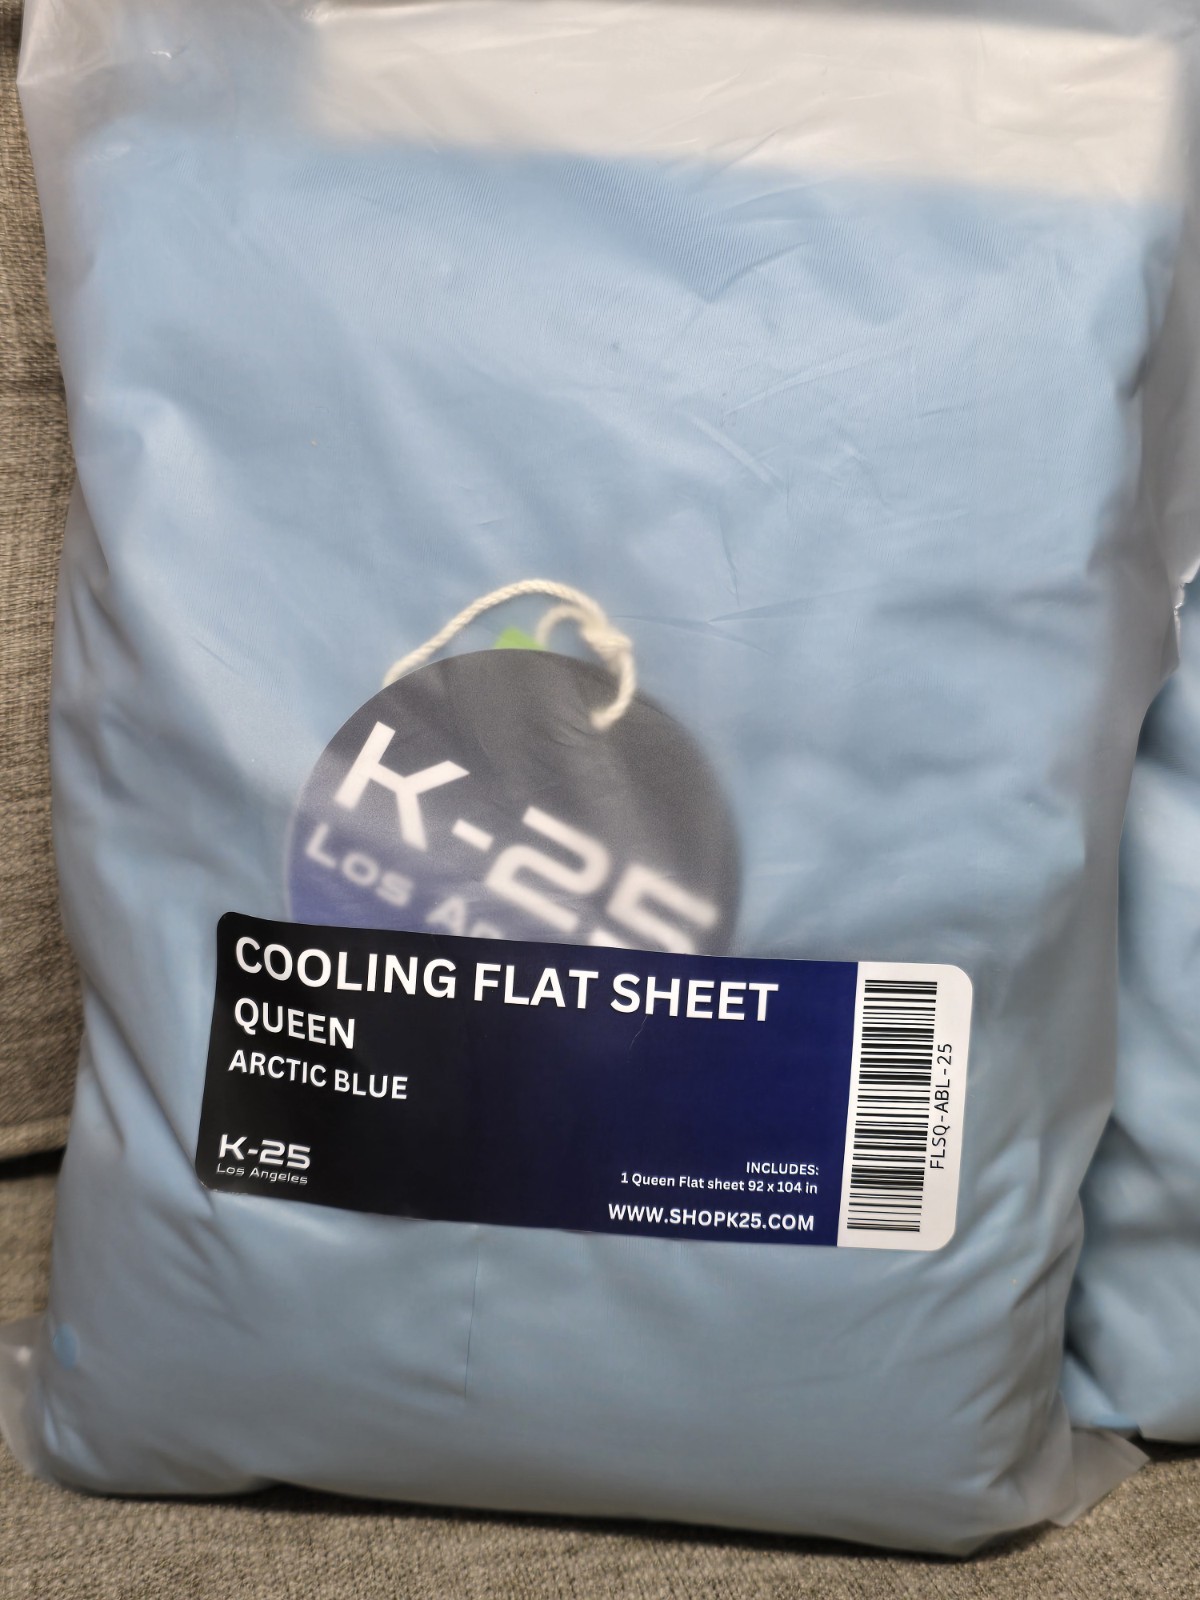 K-25
Los
COOLING FLAT SHEET
QUEEN
ARCTIC BLUE
K-25
Los Angeles
INCLUDES:
1 Queen Flat sheet 92 x 104 in
WWW.SHOPK25.COM
FLSQ-ABL-25